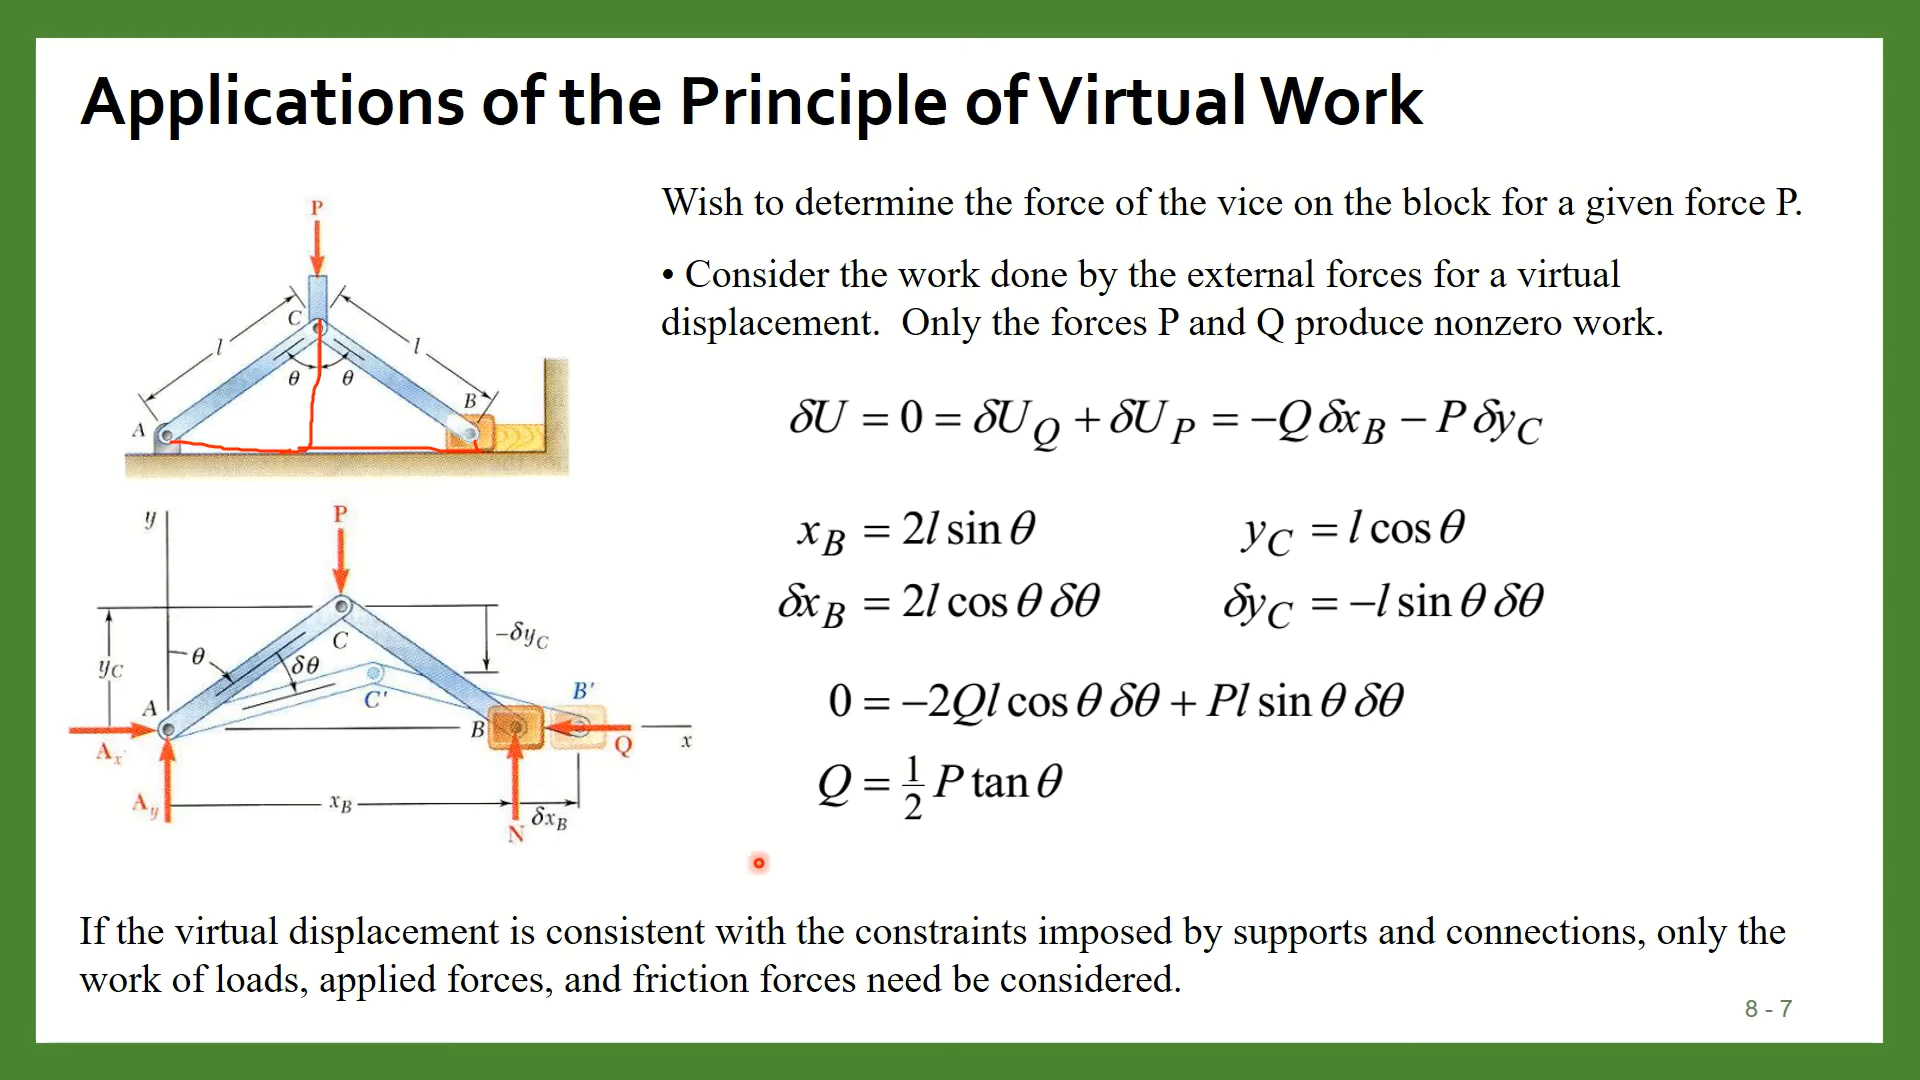 Applications of the Principle of Virtual Work
Wish to determine the force of the vice on the block for a given force P.
• Consider the work done by the external forces for a virtual
displacement. Only the forces P and Q produce nonzero work.
δU = 0 = δU_Q + δU_P = −Q δx_B − P δy_C
x_B = 2l sin θ
y_C = l cos θ
δx_B = 2l cos θ δθ
δy_C = −l sin θ δθ
0 = −2Ql cos θ δθ + Pl sin θ δθ
Q = 1/2 P tan θ
P
C
l
l
θ
θ
A
B
y
P
C
−δy_C
θ
δθ
y_C
C'
B'
A
B
A_x
Q
x
A_y
x_B
N
δx_B
If the virtual displacement is consistent with the constraints imposed by supports and connections, only the
work of loads, applied forces, and friction forces need be considered.
8 - 7